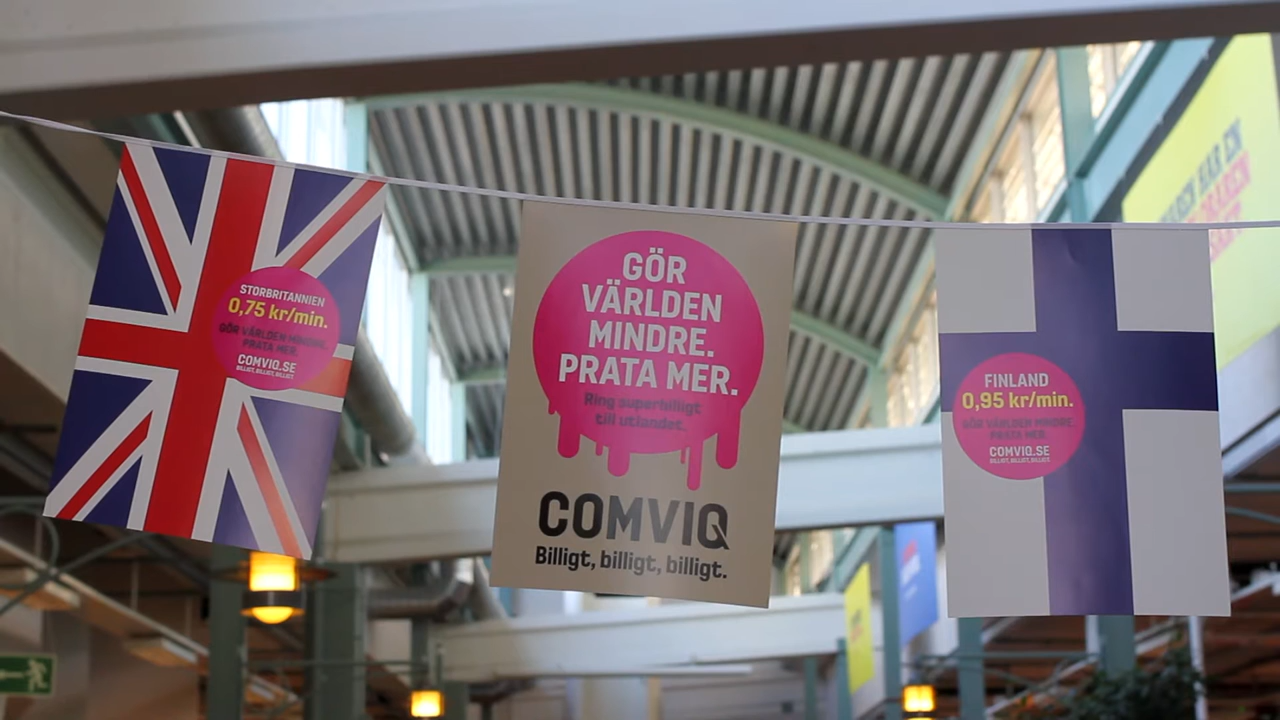 STORBRITANNIEN
0,75 kr/min.
GÖR VÄRLDEN MINDRE.
PRATA MER.
COMVIQ.SE
BILLIGT, BILLIGT, BILLIGT.
GÖR
VÄRLDEN
MINDRE.
PRATA MER.
Ring superbilligt
till utlandet.
COMVIQ
Billigt, billigt, billigt.
FINLAND
0,95 kr/min.
GÖR VÄRLDEN MINDRE.
PRATA MER.
COMVIQ.SE
BILLIGT, BILLIGT, BILLIGT.
HAR EN